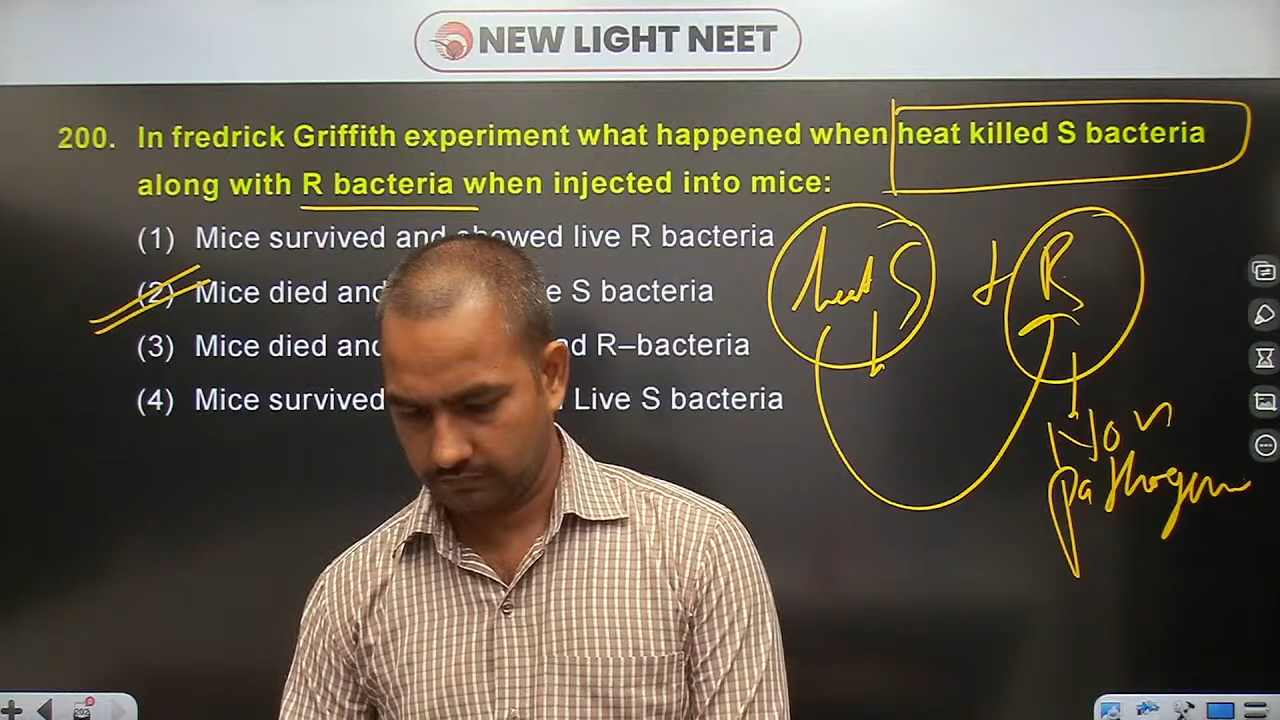 NEW LIGHT NEET
200. In fredrick Griffith experiment what happened when heat killed S bacteria
along with R bacteria when injected into mice:
(1) Mice survived and showed live R bacteria
(2) Mice died and e S bacteria
(3) Mice died and nd R–bacteria
(4) Mice survived Live S bacteria
heat S + R
Non
pathogen